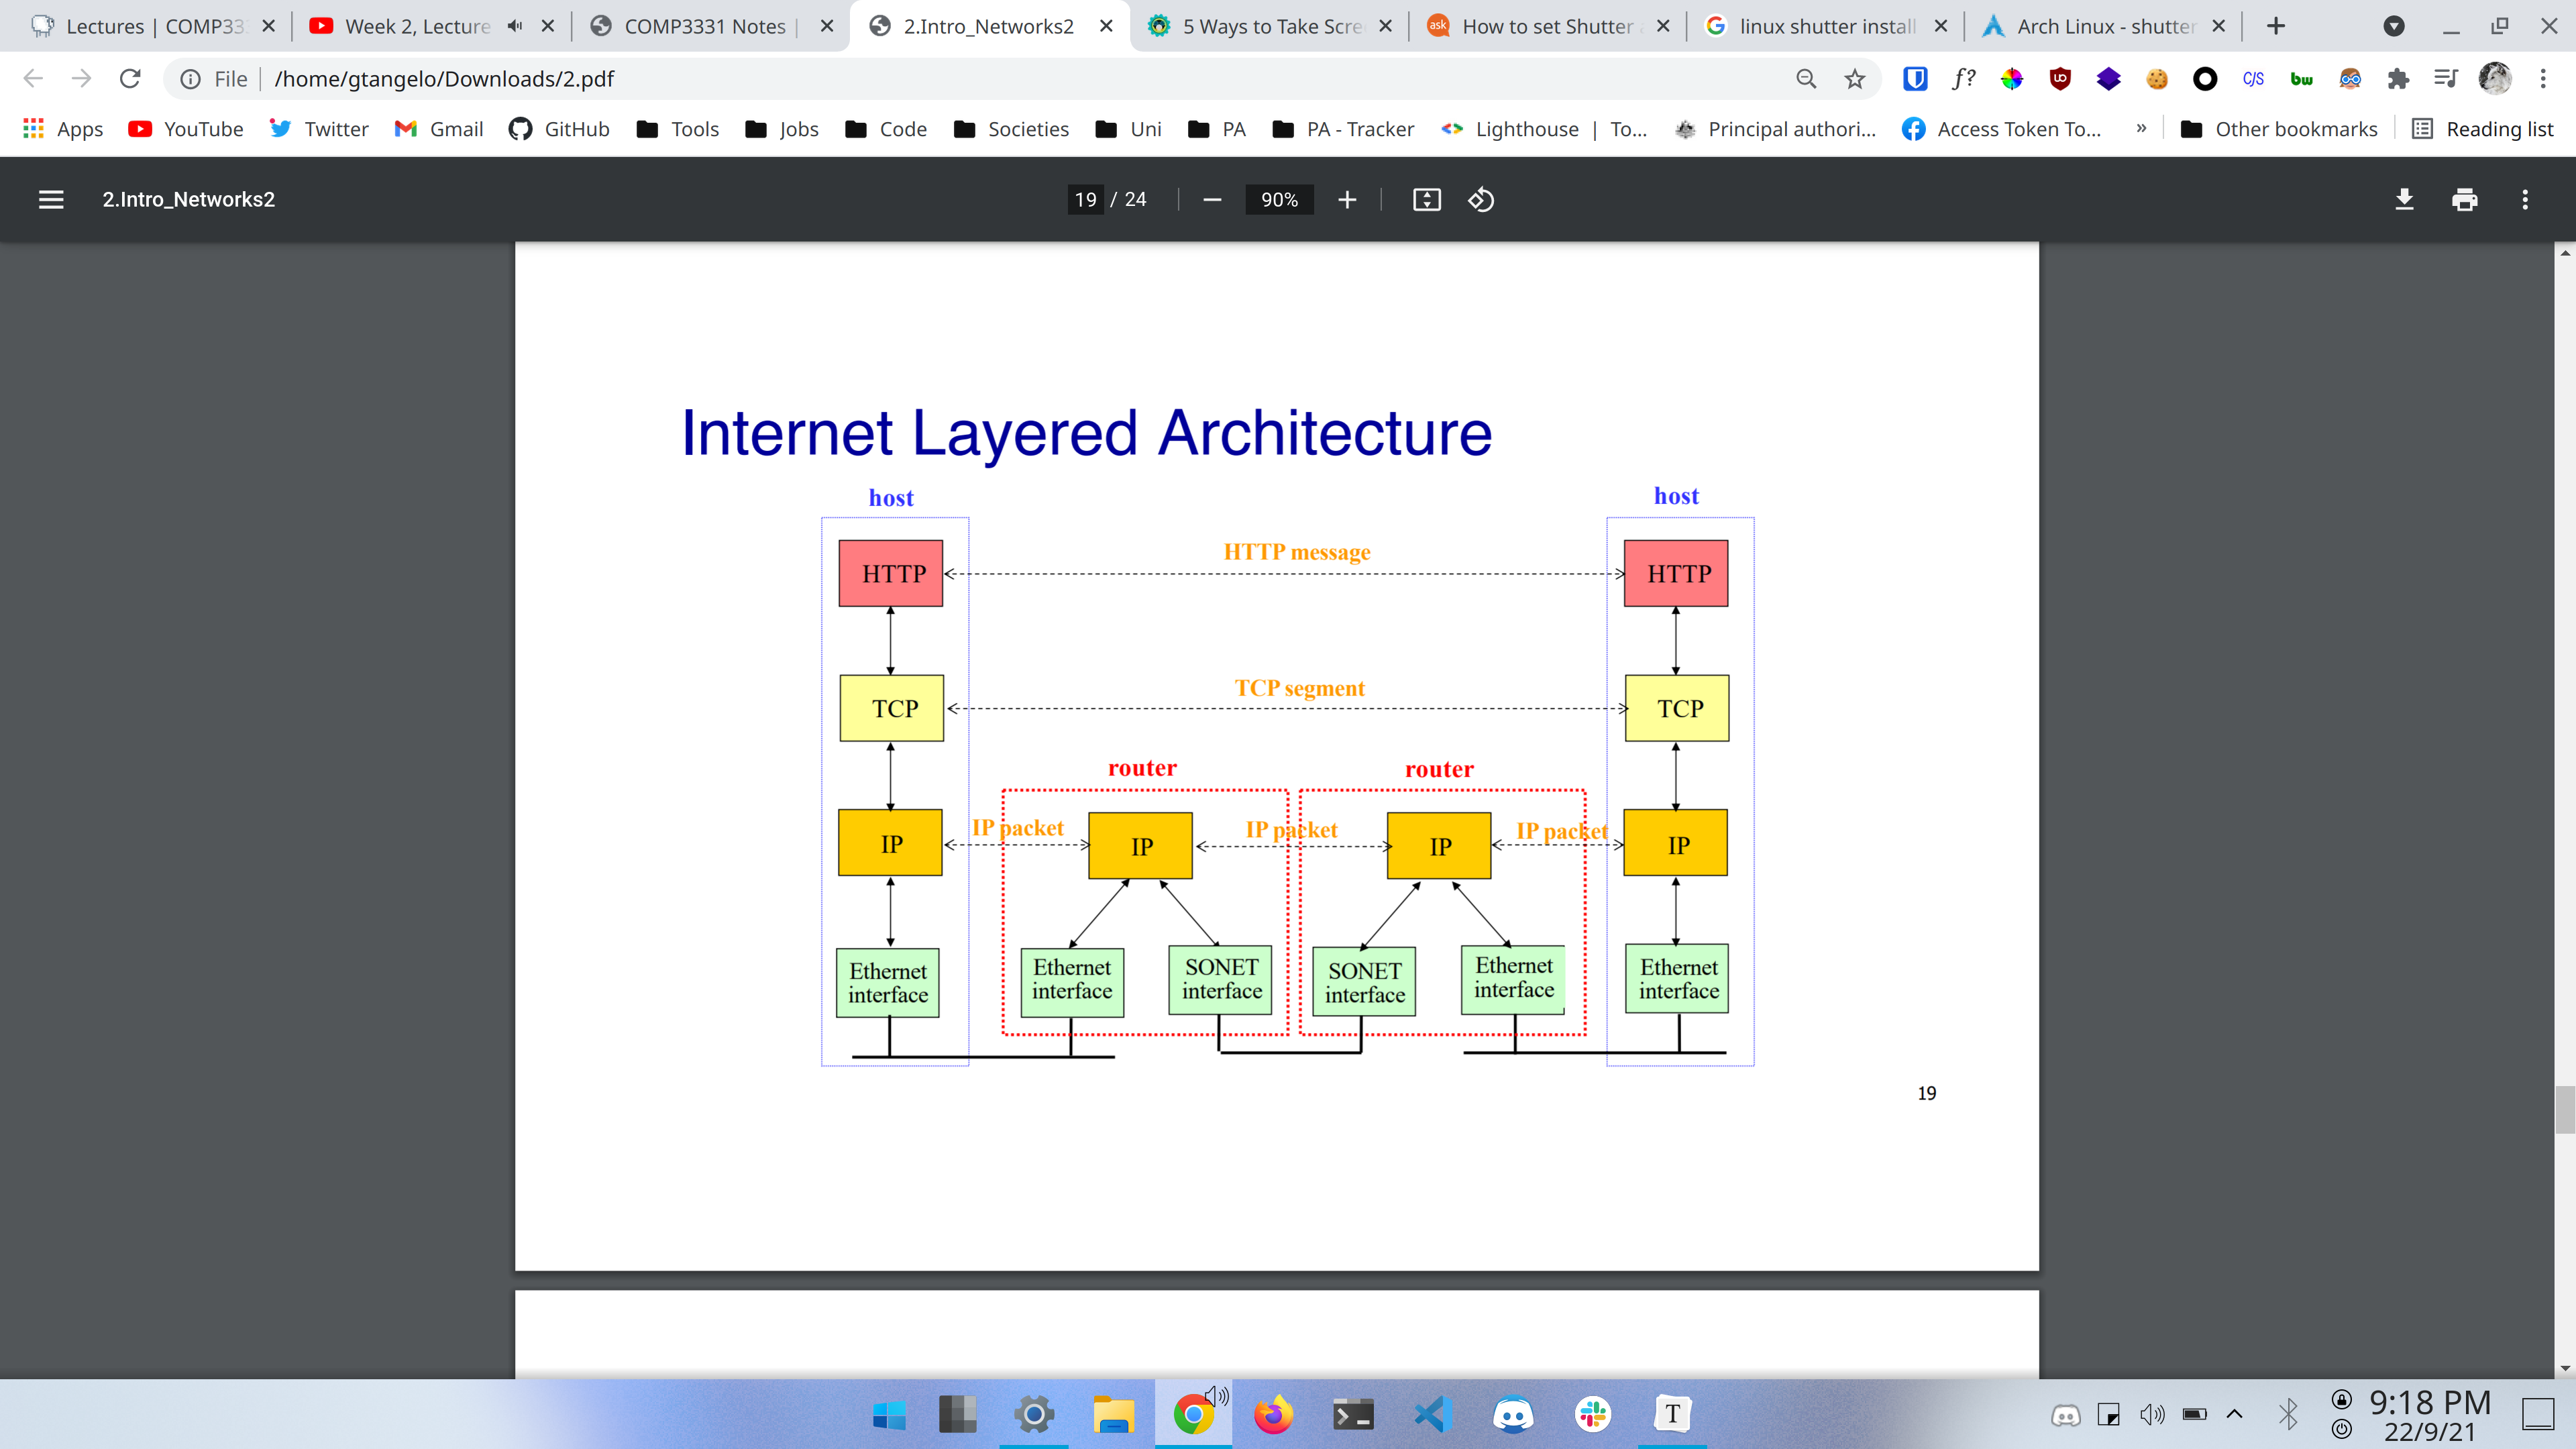 Lectures | COMP33
Week 2, Lecture
COMP3331 Notes |
2.Intro_Networks2
5 Ways to Take Scre
How to set Shutter a
linux shutter install
Arch Linux - shutter
File
/home/gtangelo/Downloads/2.pdf
Apps
YouTube
Twitter
Gmail
GitHub
Tools
Jobs
Code
Societies
Uni
PA
PA - Tracker
Lighthouse | To...
Principal authori...
Access Token To...
»
Other bookmarks
Reading list
2.Intro_Networks2
19 / 24
90%
Internet Layered Architecture
host
host
HTTP
HTTP message
HTTP
TCP
TCP segment
TCP
router
router
IP
IP packet
IP
IP packet
IP
IP packet
IP
Ethernet
interface
Ethernet
interface
SONET
interface
SONET
interface
Ethernet
interface
Ethernet
interface
19
9:18 PM
22/9/21